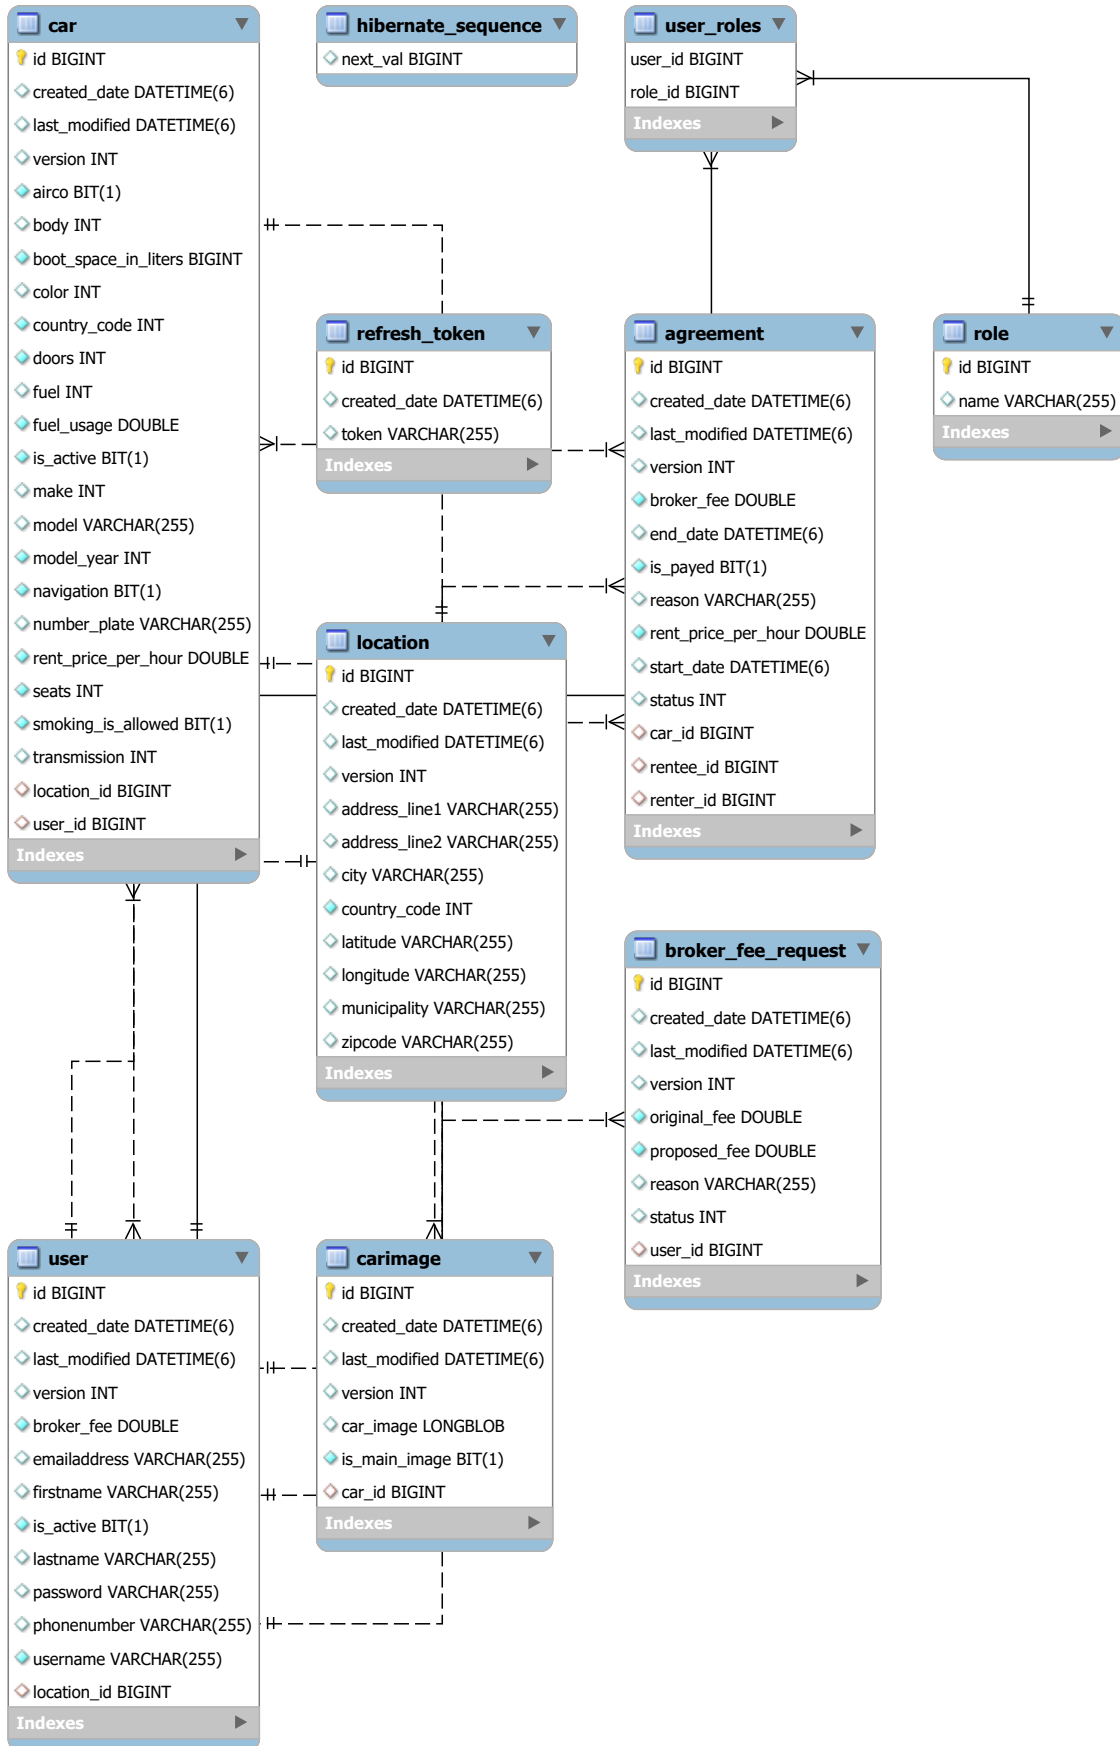 car
id BIGINT
created_date DATETIME(6)
last_modified DATETIME(6)
version INT
airco BIT(1)
body INT
boot_space_in_liters BIGINT
color INT
country_code INT
doors INT
fuel INT
fuel_usage DOUBLE
is_active BIT(1)
make INT
model VARCHAR(255)
model_year INT
navigation BIT(1)
number_plate VARCHAR(255)
rent_price_per_hour DOUBLE
seats INT
smoking_is_allowed BIT(1)
transmission INT
location_id BIGINT
user_id BIGINT
Indexes
hibernate_sequence
next_val BIGINT
user_roles
user_id BIGINT
role_id BIGINT
Indexes
refresh_token
id BIGINT
created_date DATETIME(6)
token VARCHAR(255)
Indexes
agreement
id BIGINT
created_date DATETIME(6)
last_modified DATETIME(6)
version INT
broker_fee DOUBLE
end_date DATETIME(6)
is_payed BIT(1)
reason VARCHAR(255)
rent_price_per_hour DOUBLE
start_date DATETIME(6)
status INT
car_id BIGINT
rentee_id BIGINT
renter_id BIGINT
Indexes
role
id BIGINT
name VARCHAR(255)
Indexes
location
id BIGINT
created_date DATETIME(6)
last_modified DATETIME(6)
version INT
address_line1 VARCHAR(255)
address_line2 VARCHAR(255)
city VARCHAR(255)
country_code INT
latitude VARCHAR(255)
longitude VARCHAR(255)
municipality VARCHAR(255)
zipcode VARCHAR(255)
Indexes
broker_fee_request
id BIGINT
created_date DATETIME(6)
last_modified DATETIME(6)
version INT
original_fee DOUBLE
proposed_fee DOUBLE
reason VARCHAR(255)
status INT
user_id BIGINT
Indexes
user
id BIGINT
created_date DATETIME(6)
last_modified DATETIME(6)
version INT
broker_fee DOUBLE
emailaddress VARCHAR(255)
firstname VARCHAR(255)
is_active BIT(1)
lastname VARCHAR(255)
password VARCHAR(255)
phonenumber VARCHAR(255)
username VARCHAR(255)
location_id BIGINT
Indexes
carimage
id BIGINT
created_date DATETIME(6)
last_modified DATETIME(6)
version INT
car_image LONGBLOB
is_main_image BIT(1)
car_id BIGINT
Indexes